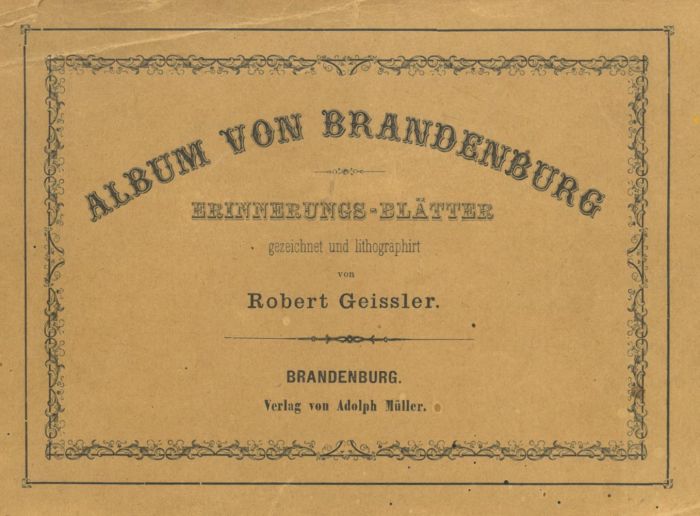 ALBUM VON BRANDENBURG
ERINNERUNGS-BLÄTTER
gezeichnet und lithographirt
von
Robert Geissler.
BRANDENBURG.
Verlag von Adolph Müller.